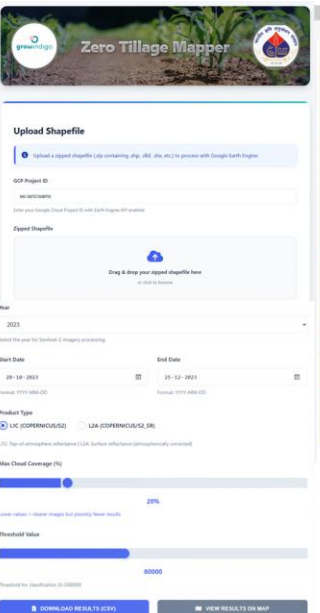 growindigo
Zero Tillage Mapper
Upload Shapefile
Upload a zipped shapefile (.zip containing .shp, .dbf, .shx, etc.) to process with Google Earth Engine.
GCP Project ID
Enter your Google Cloud Project ID with Earth Engine API enabled
Zipped Shapefile
Drag & drop your zipped shapefile here
or click to browse
Year
2023
Select the year for Sentinel-2 imagery processing
Start Date
End Date
20-10-2023
25-12-2023
Format: YYYY-MM-DD
Format: YYYY-MM-DD
Product Type
L1C (COPERNICUS/S2)
L2A (COPERNICUS/S2_SR)
L1C: Top-of-atmosphere reflectance | L2A: Surface reflectance (atmospherically corrected)
Max Cloud Coverage (%)
20%
Lower values = clearer images but possibly fewer results
Threshold Value
80000
Threshold for classification (0-200000)
DOWNLOAD RESULTS (CSV)
VIEW RESULTS ON MAP